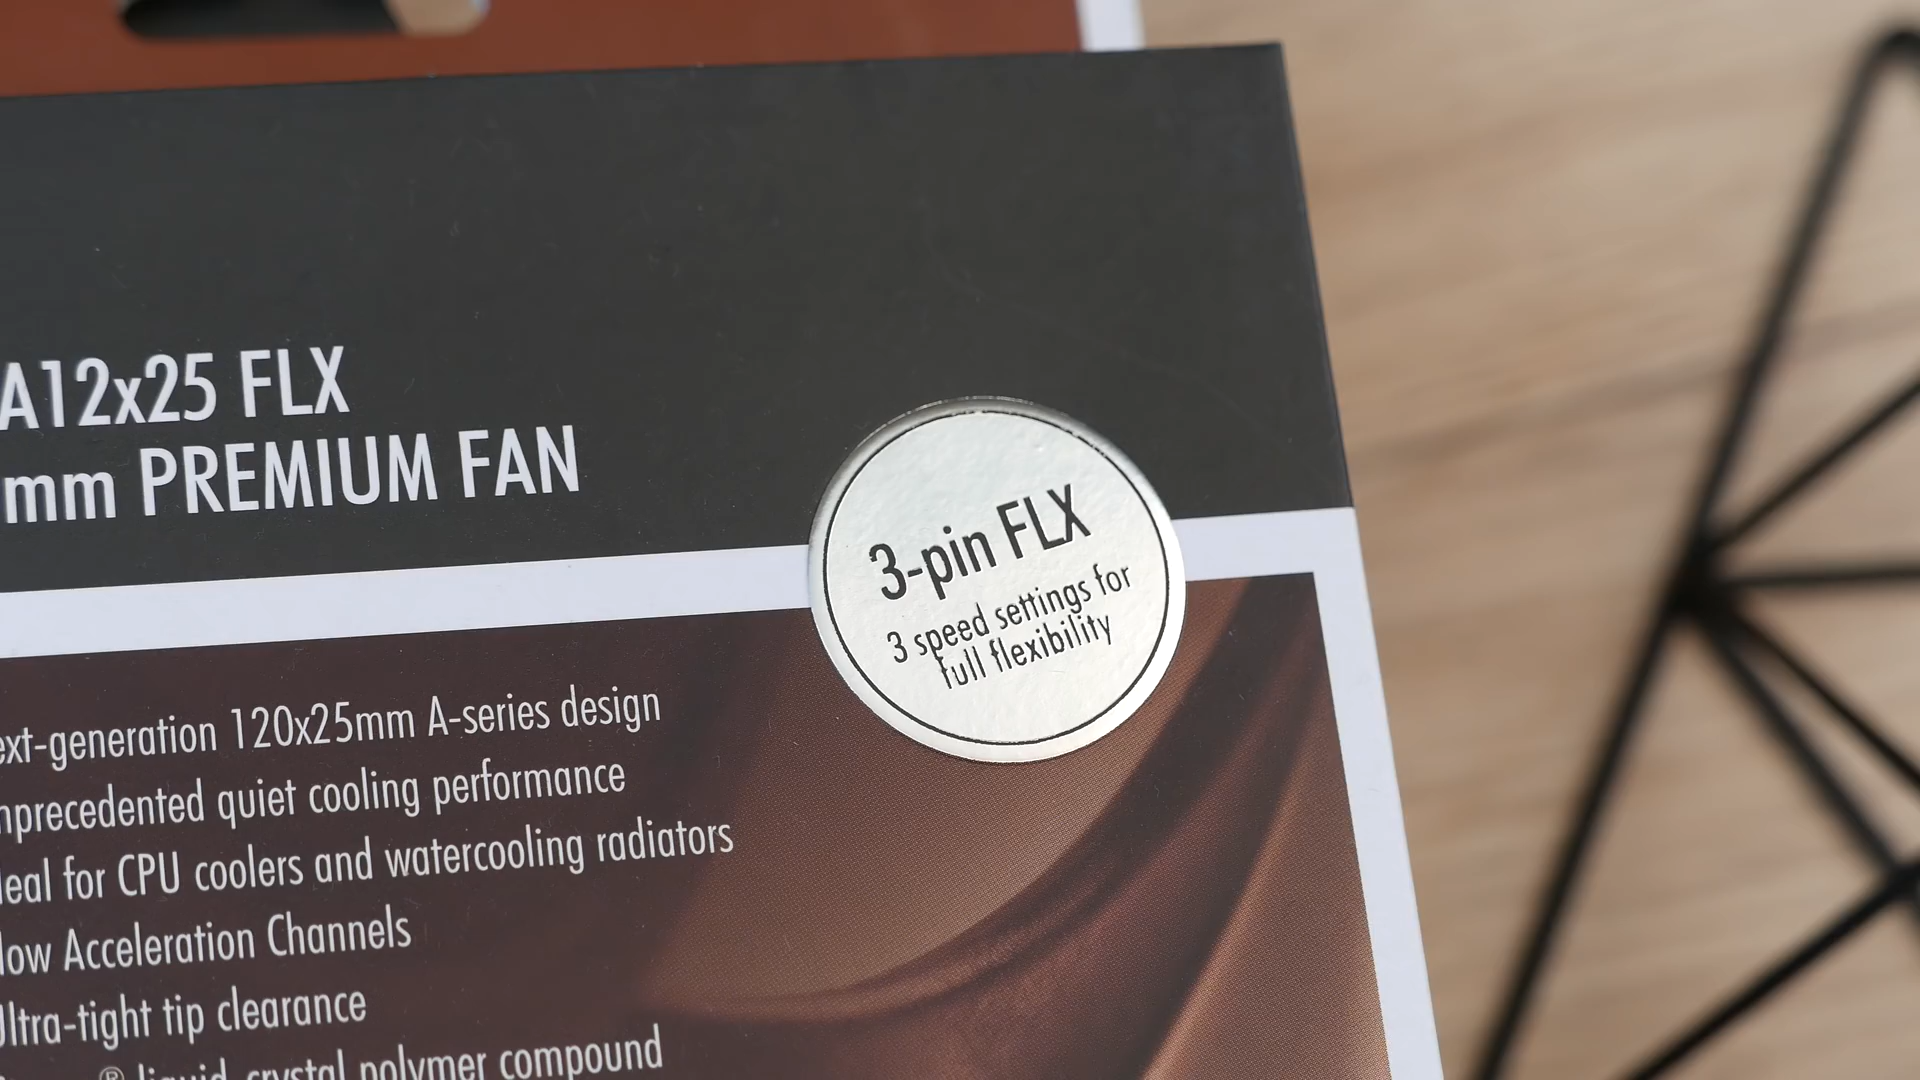 A12x25 FLX
mm PREMIUM FAN
3-pin FLX
3 speed settings for
full flexibility
ext-generation 120x25mm A-series design
nprecedented quiet cooling performance
deal for CPU coolers and watercooling radiators
low Acceleration Channels
Ultra-tight tip clearance
® liquid-crystal polymer compound